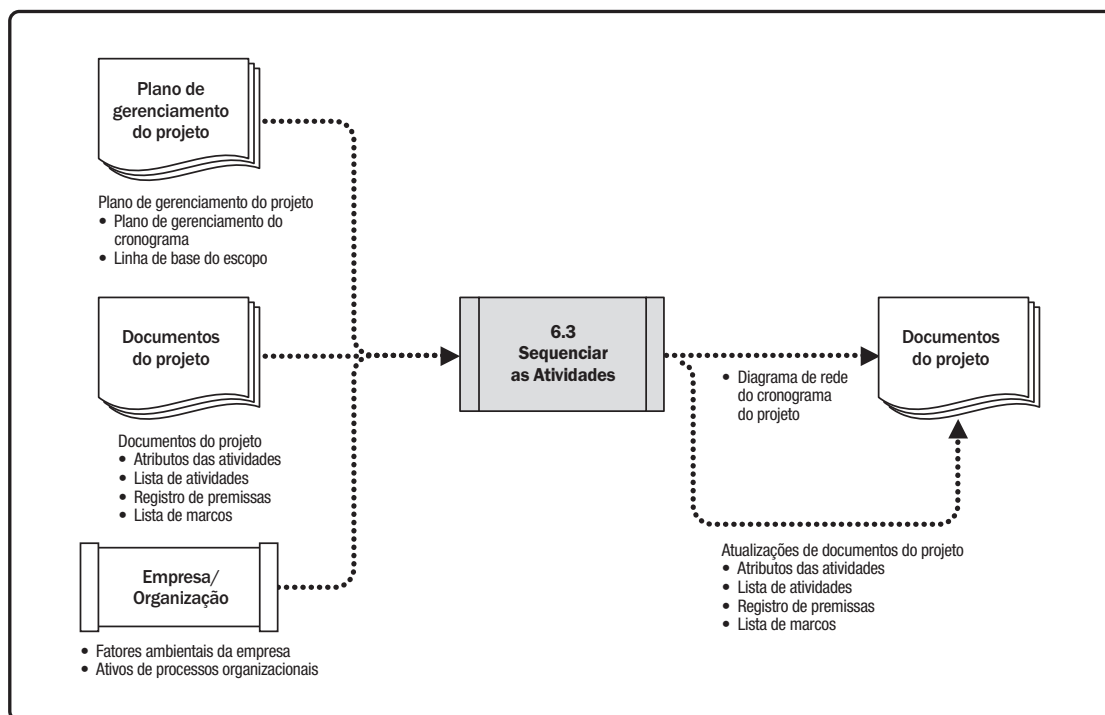 Plano de
gerenciamento
do projeto
Plano de gerenciamento do projeto
• Plano de gerenciamento do
cronograma
• Linha de base do escopo
Documentos
do projeto
Documentos do projeto
• Atributos das atividades
• Lista de atividades
• Registro de premissas
• Lista de marcos
Empresa/
Organização
• Fatores ambientais da empresa
• Ativos de processos organizacionais
6.3
Sequenciar
as Atividades
• Diagrama de rede
do cronograma
do projeto
Documentos
do projeto
Atualizações de documentos do projeto
• Atributos das atividades
• Lista de atividades
• Registro de premissas
• Lista de marcos